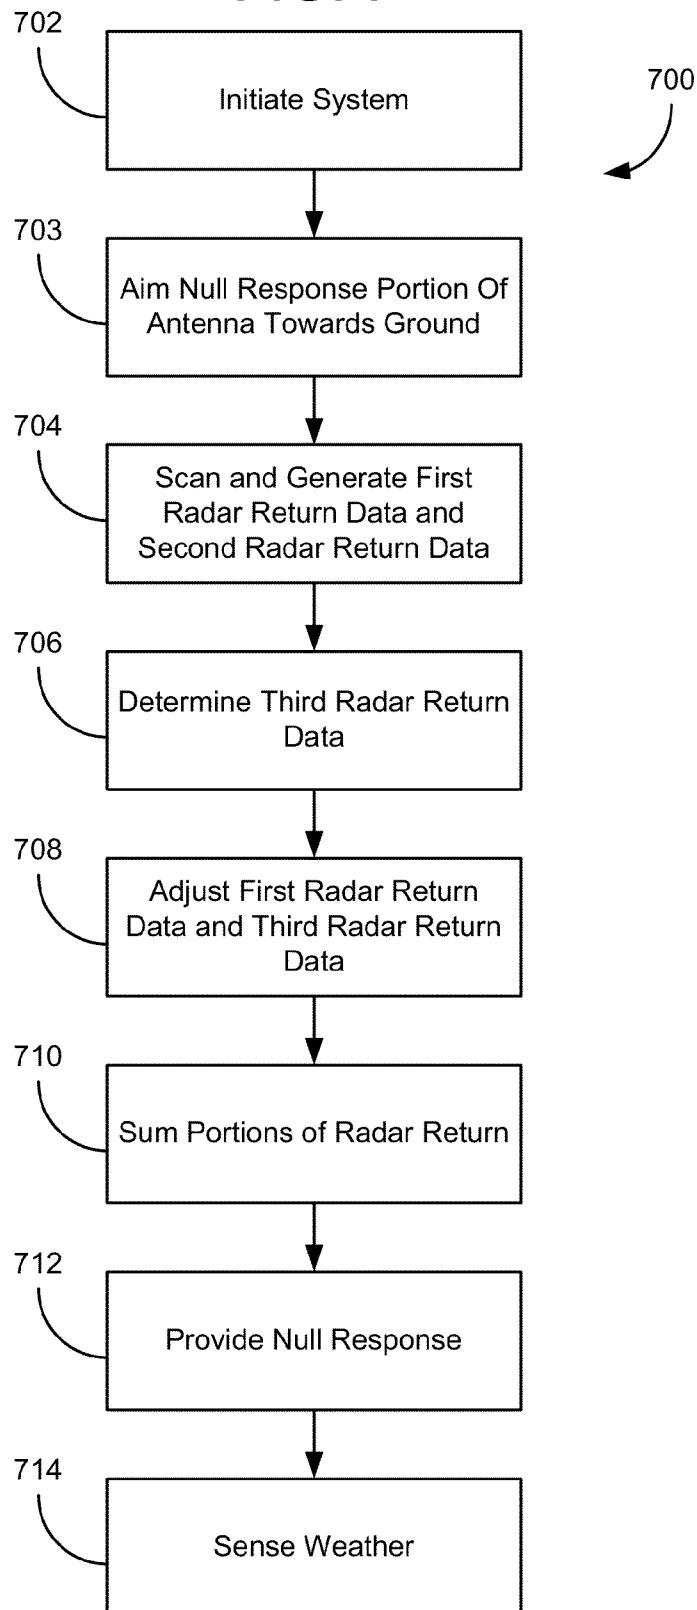 702
Initiate System
700
703
Aim Null Response Portion Of
Antenna Towards Ground
704
Scan and Generate First
Radar Return Data and
Second Radar Return Data
706
Determine Third Radar Return
Data
708
Adjust First Radar Return
Data and Third Radar Return
Data
710
Sum Portions of Radar Return
712
Provide Null Response
714
Sense Weather